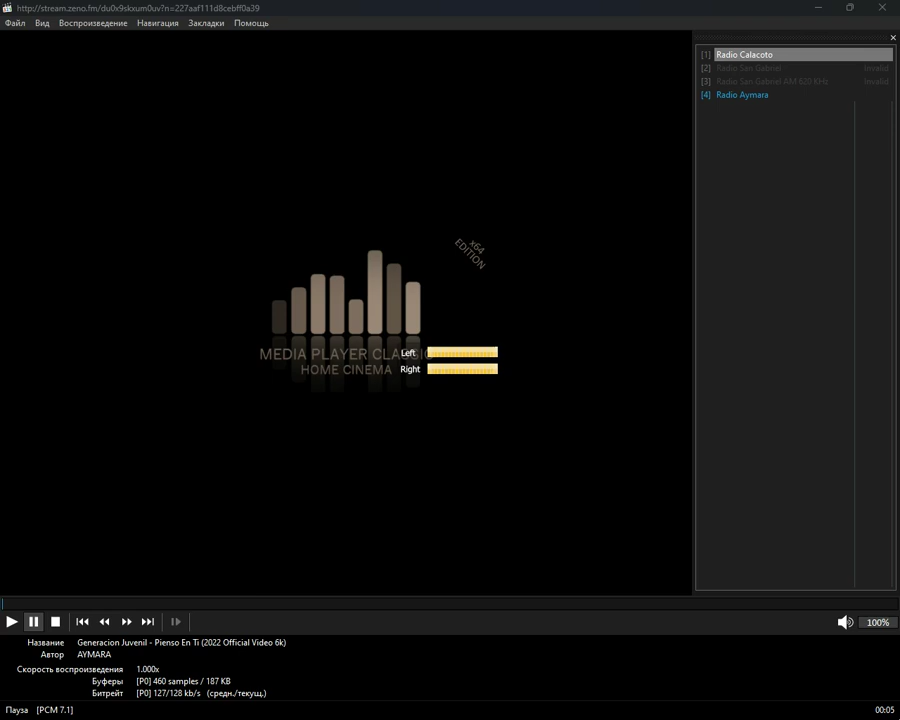 http://stream.zeno.fm/du0x9skxum0uv?n=227aaf111d8cebff0a39
Файл Вид Воспроизведение Навигация Закладки Помощь
[1] Radio Calacoto
[2] Radio San Gabriel Invalid
[3] Radio San Gabriel AM 620 KHs Invalid
[4] Radio Aymara
x64
EDITION
MEDIA PLAYER CLASSIC
HOME CINEMA
Left
Right
100%
Название Generacion Juvenil - Pienso En Ti (2022 Official Video 6k)
Автор AYMARA
Скорость воспроизведения 1.000x
Буферы [P0] 460 samples / 187 KB
Битрейт [P0] 127/128 kb/s (средн./текущ.)
Пауза [PCM 7.1] 00:05